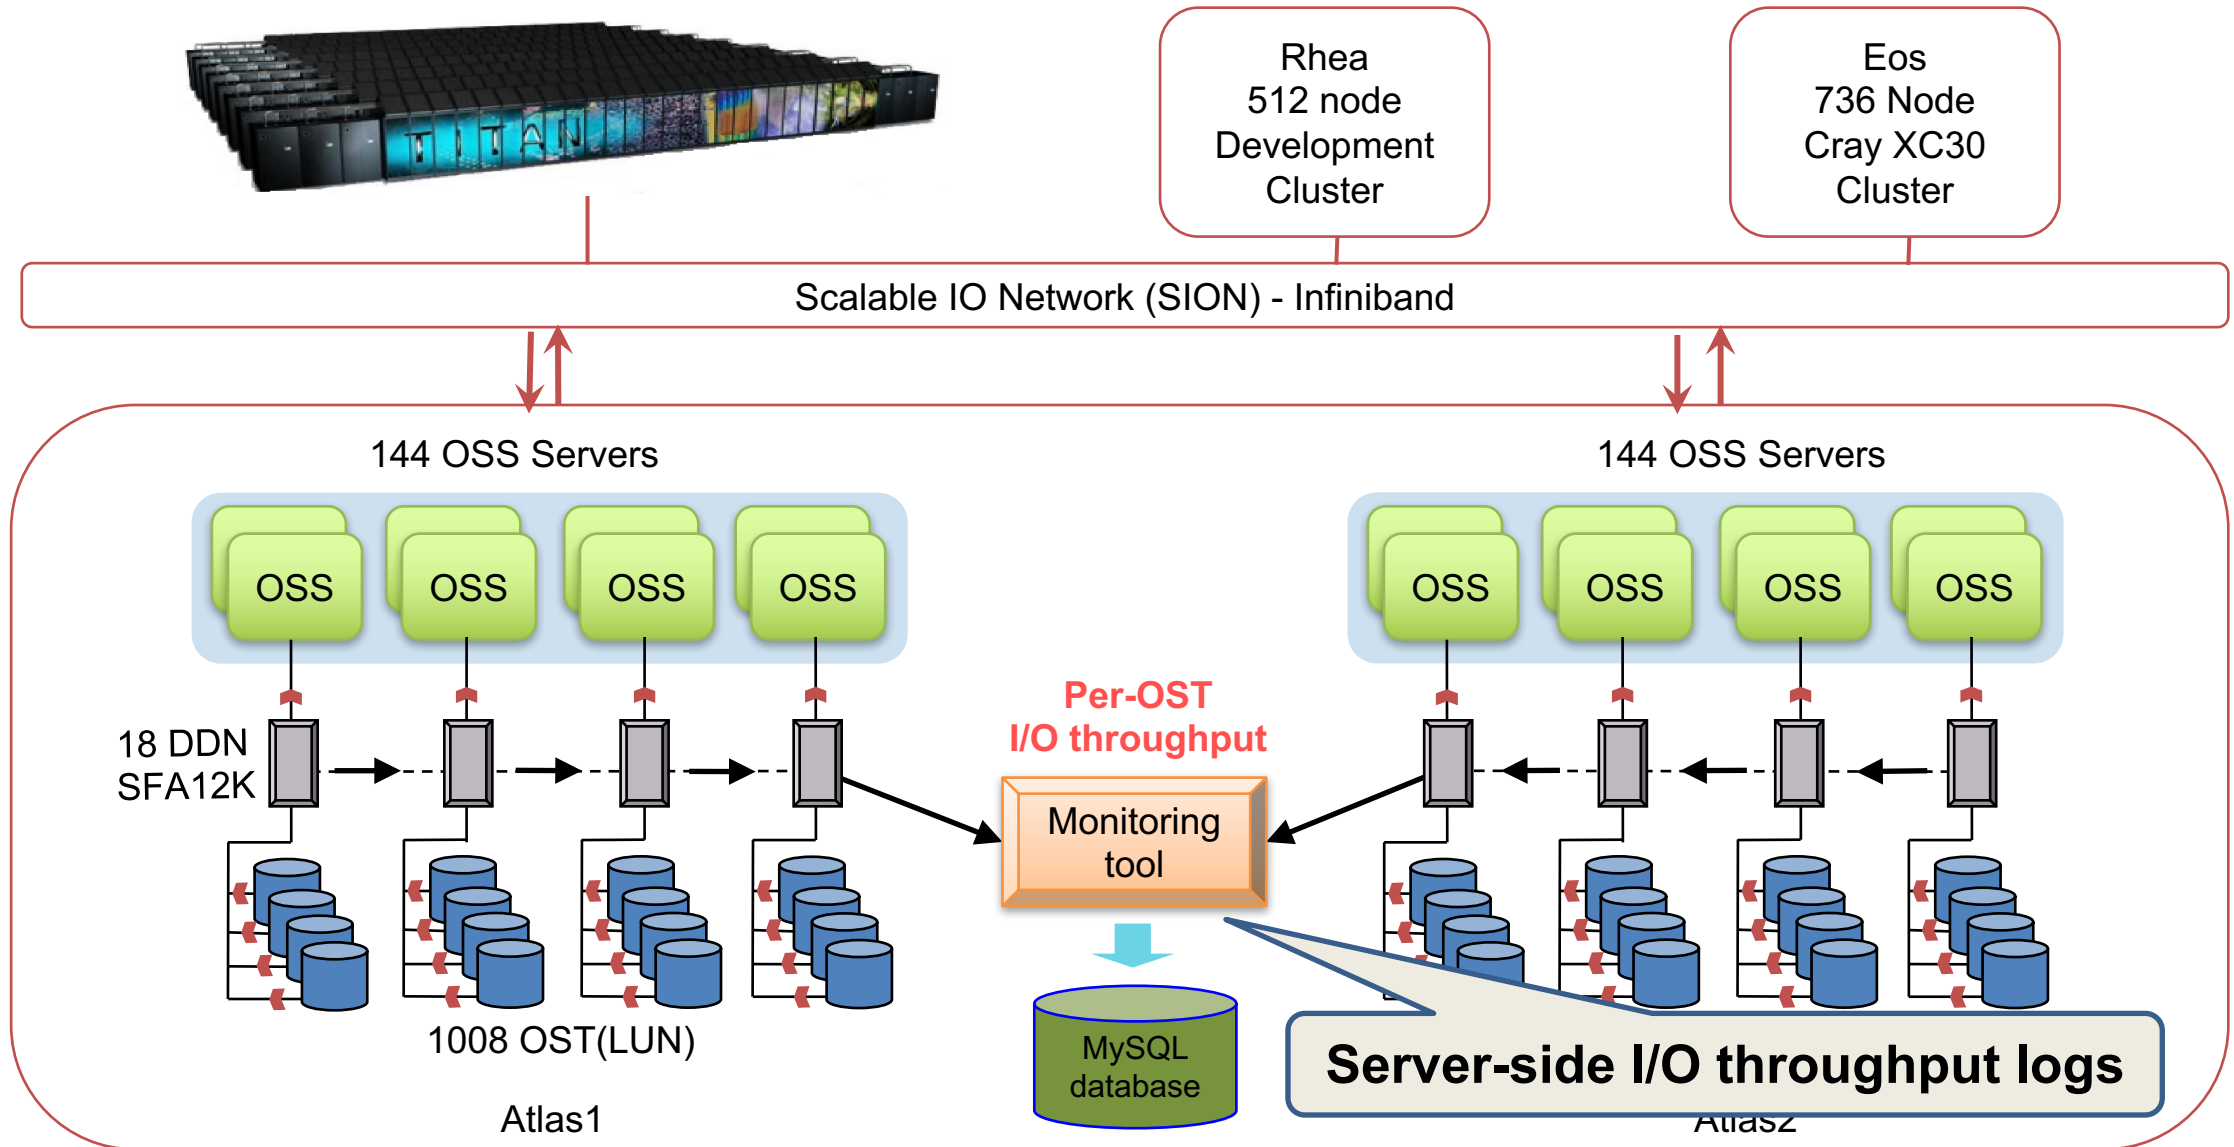 TITAN
Rhea
512 node
Development
Cluster
Eos
736 Node
Cray XC30
Cluster
Scalable IO Network (SION) - Infiniband
144 OSS Servers
144 OSS Servers
OSS
OSS
OSS
OSS
OSS
OSS
OSS
OSS
18 DDN
SFA12K
Per-OST
I/O throughput
Monitoring
tool
1008 OST(LUN)
MySQL
database
Server-side I/O throughput logs
Atlas1
Atlas2